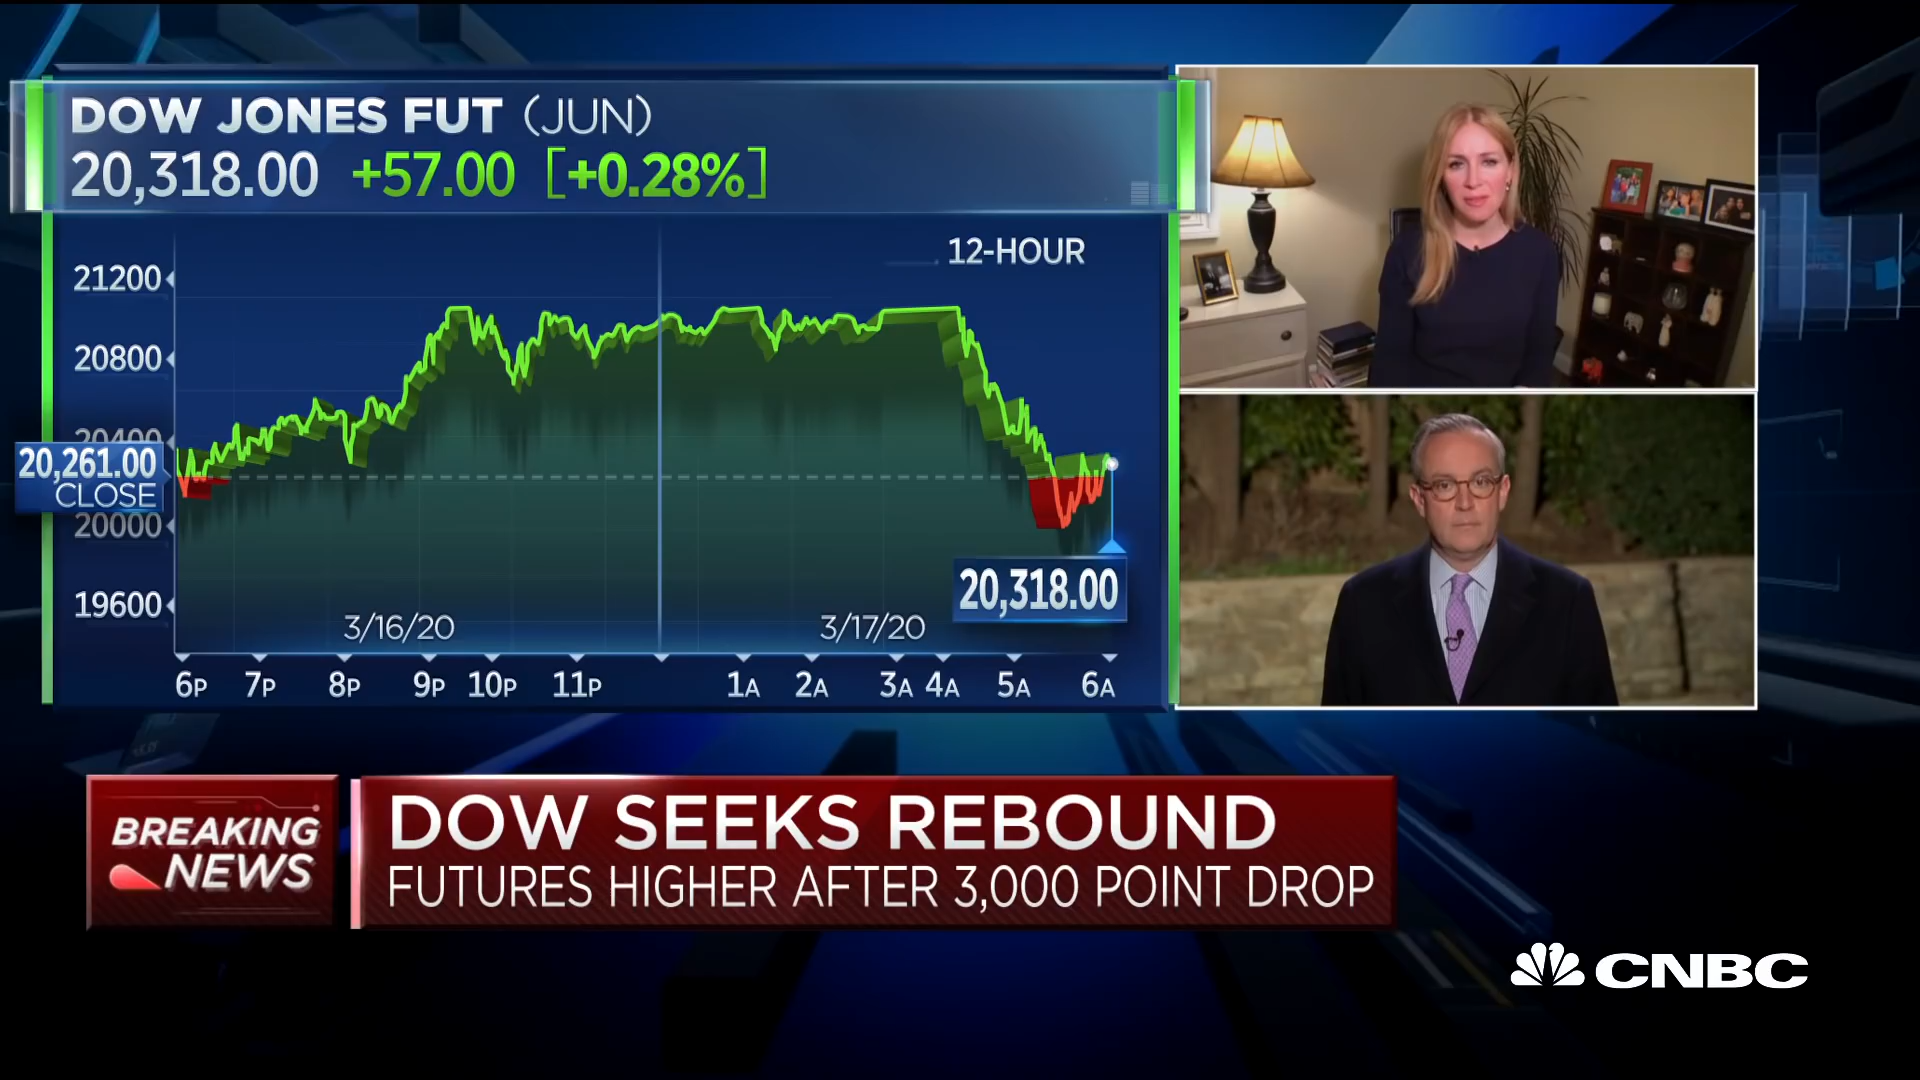 DOW JONES FUT (JUN)
20,318.00 +57.00 [+0.28%]
12-HOUR
21200
20800
20400
20,261.00
CLOSE
20000
19600
20,318.00
3/16/20
3/17/20
6P 7P 8P 9P 10P 11P 1A 2A 3A 4A 5A 6A
BREAKING
NEWS
DOW SEEKS REBOUND
FUTURES HIGHER AFTER 3,000 POINT DROP
CNBC